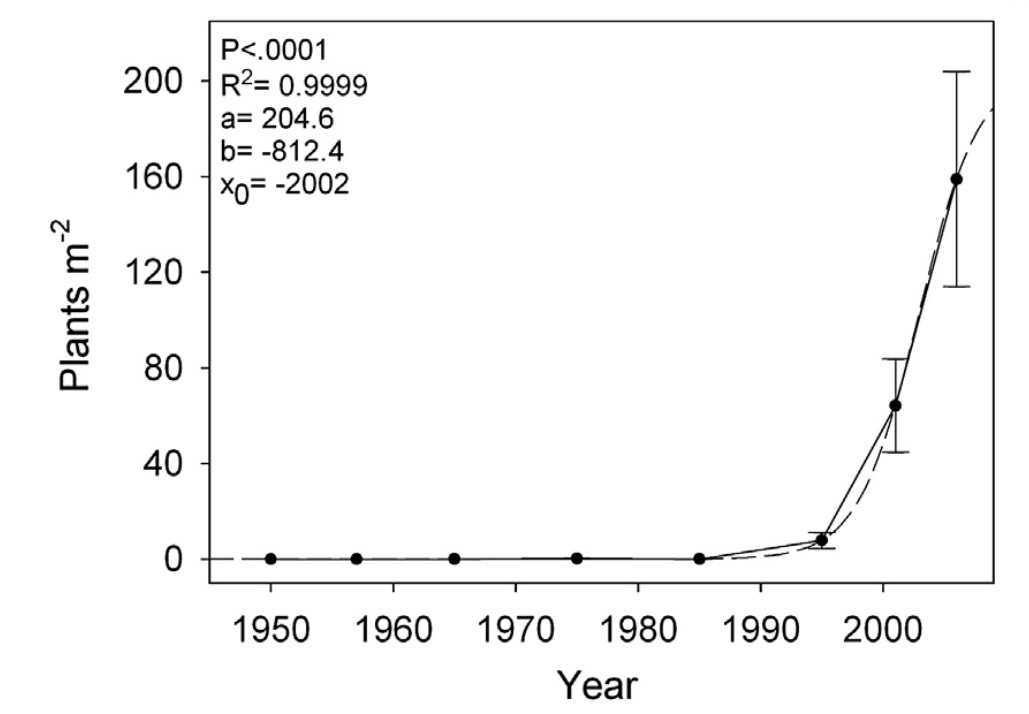 P<.0001
R²= 0.9999
a= 204.6
b= -812.4
x₀= -2002
200
160
120
80
40
0
Plants m⁻²
1950 1960 1970 1980 1990 2000
Year